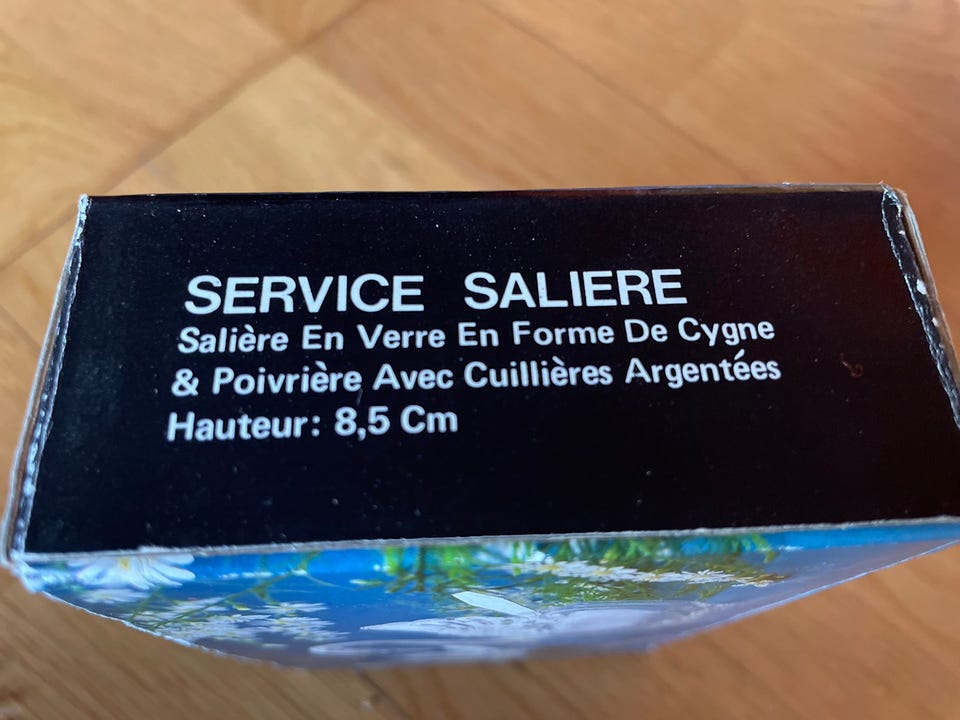 SERVICE SALIERE
Salière En Verre En Forme De Cygne
& Poivrière Avec Cuillières Argentées
Hauteur: 8,5 Cm